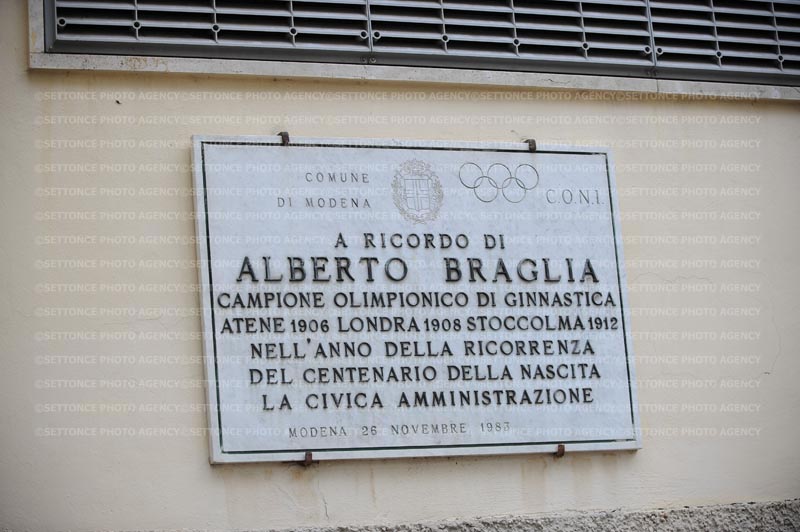 COMUNE
DI MODENA
C.O.N.I.
A RICORDO DI
ALBERTO BRAGLIA
CAMPIONE OLIMPIONICO DI GINNASTICA
ATENE 1906 LONDRA 1908 STOCCOLMA 1912
NELL'ANNO DELLA RICORRENZA
DEL CENTENARIO DELLA NASCITA
LA CIVICA AMMINISTRAZIONE
MODENA 26 NOVEMBRE 1983
©SETTONCE PHOTO AGENCY